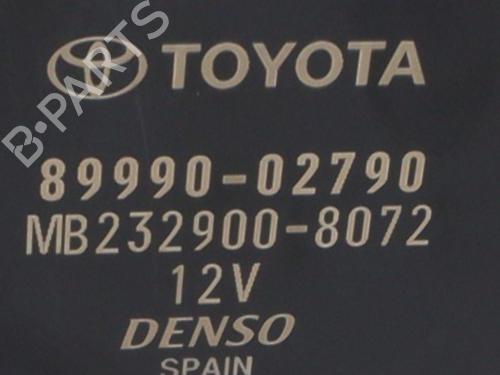 TOYOTA
B-PARTS
89990-02790
MB232900-8072
12V
DENSO
SPAIN